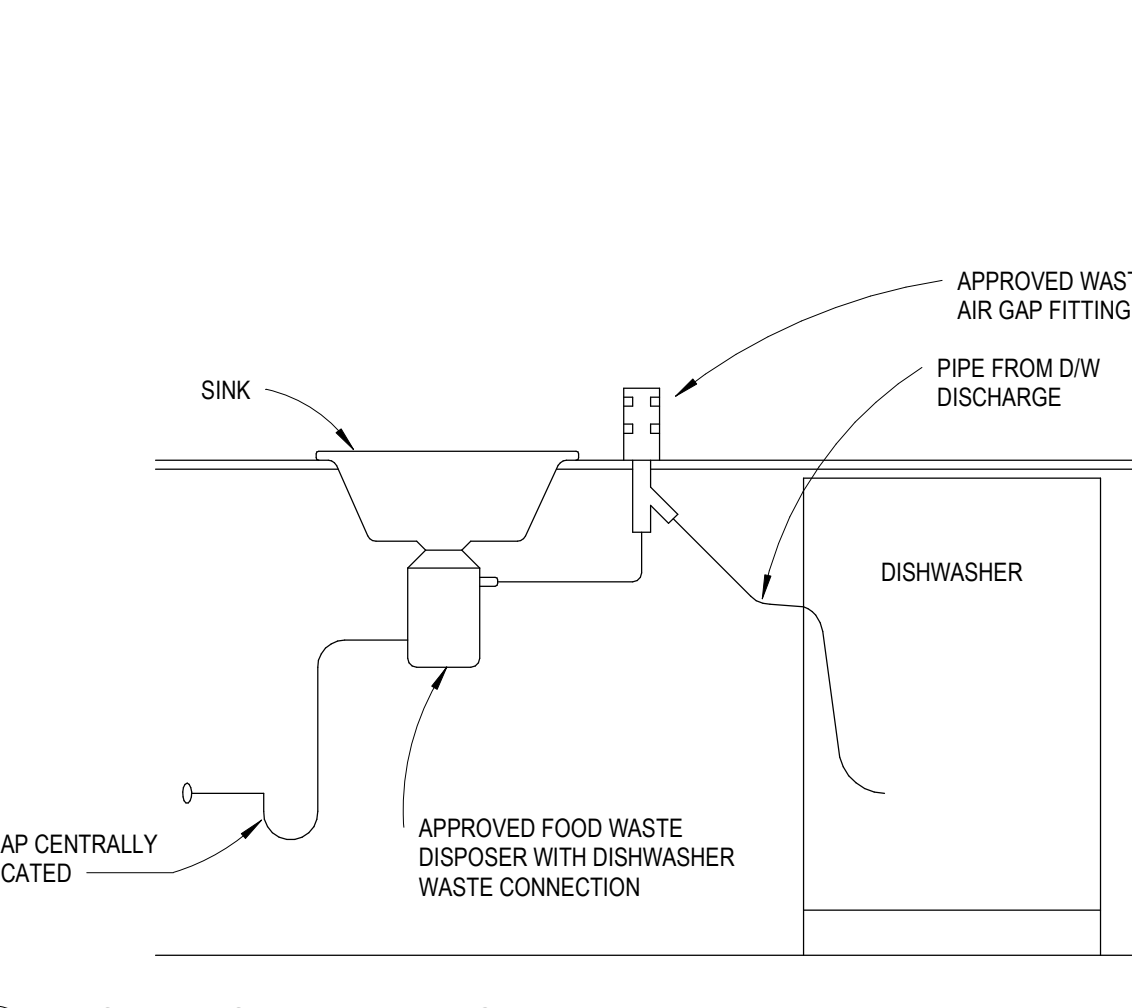 APPROVED WAST
AIR GAP FITTING
PIPE FROM D/W
DISCHARGE
SINK
DISHWASHER
APPROVED FOOD WASTE
DISPOSER WITH DISHWASHER
WASTE CONNECTION
AP CENTRALLY
CATED